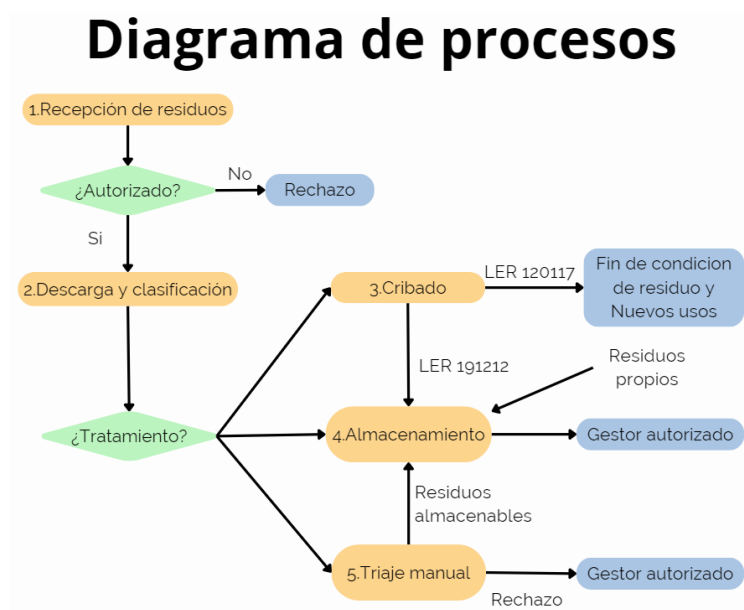 Diagrama de procesos
1.Recepción de residuos
¿Autorizado?
No
Rechazo
Si
2.Descarga y clasificación
3.Cribado
LER 120117
Fin de condicion
de residuo y
Nuevos usos
LER 191212
Residuos
propios
¿Tratamiento?
4.Almacenamiento
Gestor autorizado
Residuos
almacenables
5.Triaje manual
Rechazo
Gestor autorizado